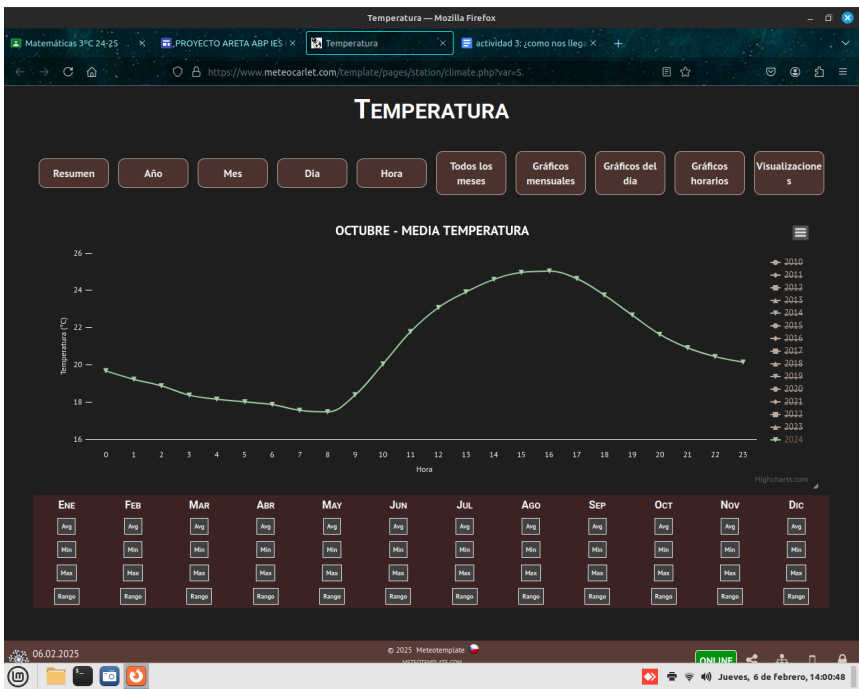 Temperatura — Mozilla Firefox
Matemáticas 3ºC 24-25
PROYECTO ARETA ABP IES
Temperatura
actividad 3: ¿como nos lleg
https://www.meteocarlet.com/template/pages/station/climate.php?var=S
TEMPERATURA
Resumen
Año
Mes
Dia
Hora
Todos los
meses
Gráficos
mensuales
Gráficos del
día
Gráficos
horarios
Visualizacione
s
OCTUBRE - MEDIA TEMPERATURA
26
24
22
20
18
16
Temperatura (°C)
0 1 2 3 4 5 6 7 8 9 10 11 12 13 14 15 16 17 18 19 20 21 22 23
Hora
2010
2011
2012
2013
2014
2015
2016
2017
2018
2019
2020
2021
2022
2023
2024
Highcharts.com
ENE FEB MAR ABR MAY JUN JUL AGO SEP OCT NOV DIC
Avg Avg Avg Avg Avg Avg Avg Avg Avg Avg Avg Avg
Min Min Min Min Min Min Min Min Min Min Min Min
Max Max Max Max Max Max Max Max Max Max Max Max
Rango Rango Rango Rango Rango Rango Rango Rango Rango Rango Rango Rango
06.02.2025
© 2025 Meteotemplate
METEOTEMPLATE.COM
ONLINE
Jueves, 6 de febrero, 14:00:48